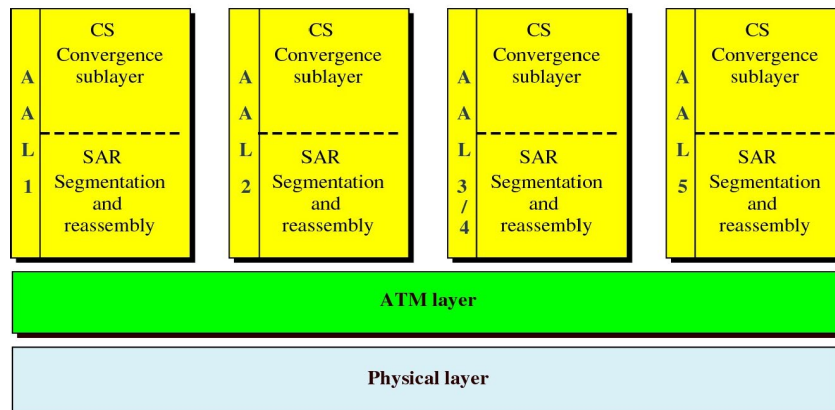 A
A
L
1
CS
Convergence
sublayer
SAR
Segmentation
and
reassembly
A
A
L
2
CS
Convergence
sublayer
SAR
Segmentation
and
reassembly
A
A
L
3
/
4
CS
Convergence
sublayer
SAR
Segmentation
and
reassembly
A
A
L
5
CS
Convergence
sublayer
SAR
Segmentation
and
reassembly
ATM layer
Physical layer